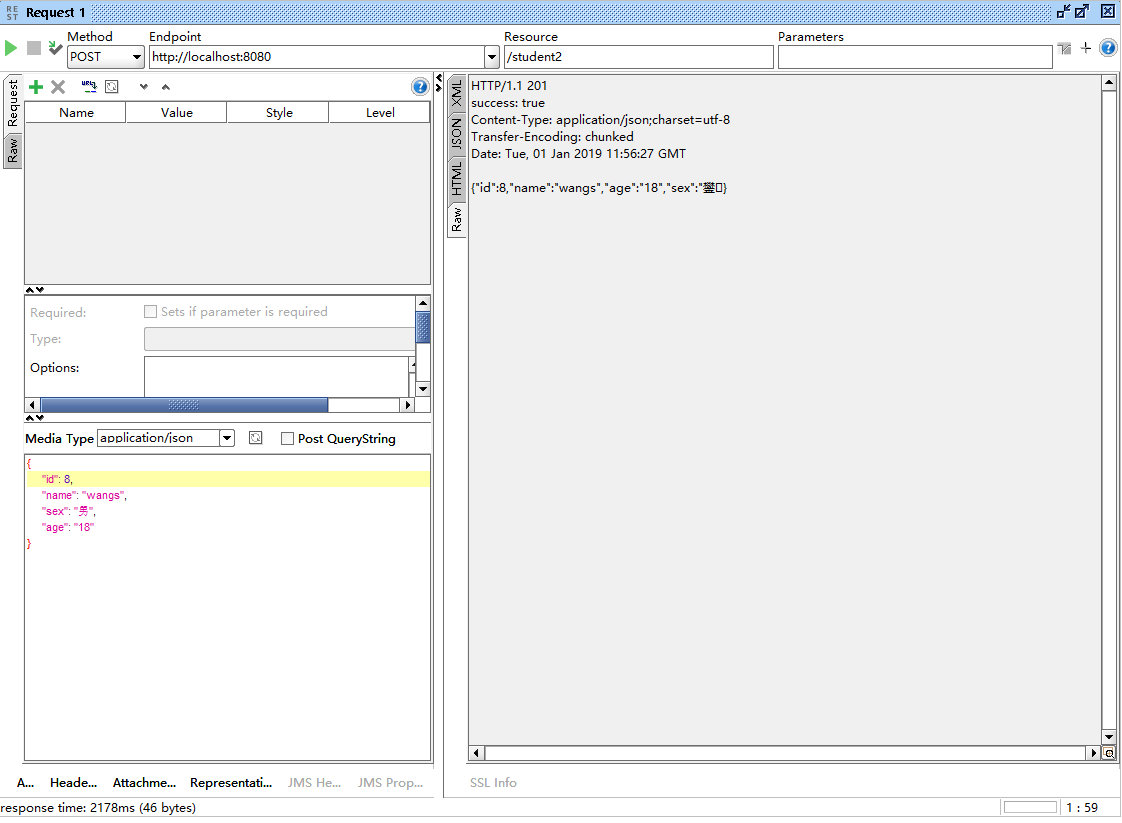 REST Request 1
Method
Endpoint
Resource
Parameters
POST
http://localhost:8080
/student2
Request
Raw
Name Value Style Level
Required: Sets if parameter is required
Type:
Options:
Media Type application/json Post QueryString
{
"id": 8,
"name": "wangs",
"sex": "男",
"age": "18"
}
A... Heade... Attachme... Representati... JMS He... JMS Prop...
XML
JSON
HTML
Raw
HTTP/1.1 201
success: true
Content-Type: application/json;charset=utf-8
Transfer-Encoding: chunked
Date: Tue, 01 Jan 2019 11:56:27 GMT
{"id":8,"name":"wangs","age":"18","sex":"}
SSL Info
response time: 2178ms (46 bytes)
1 : 59